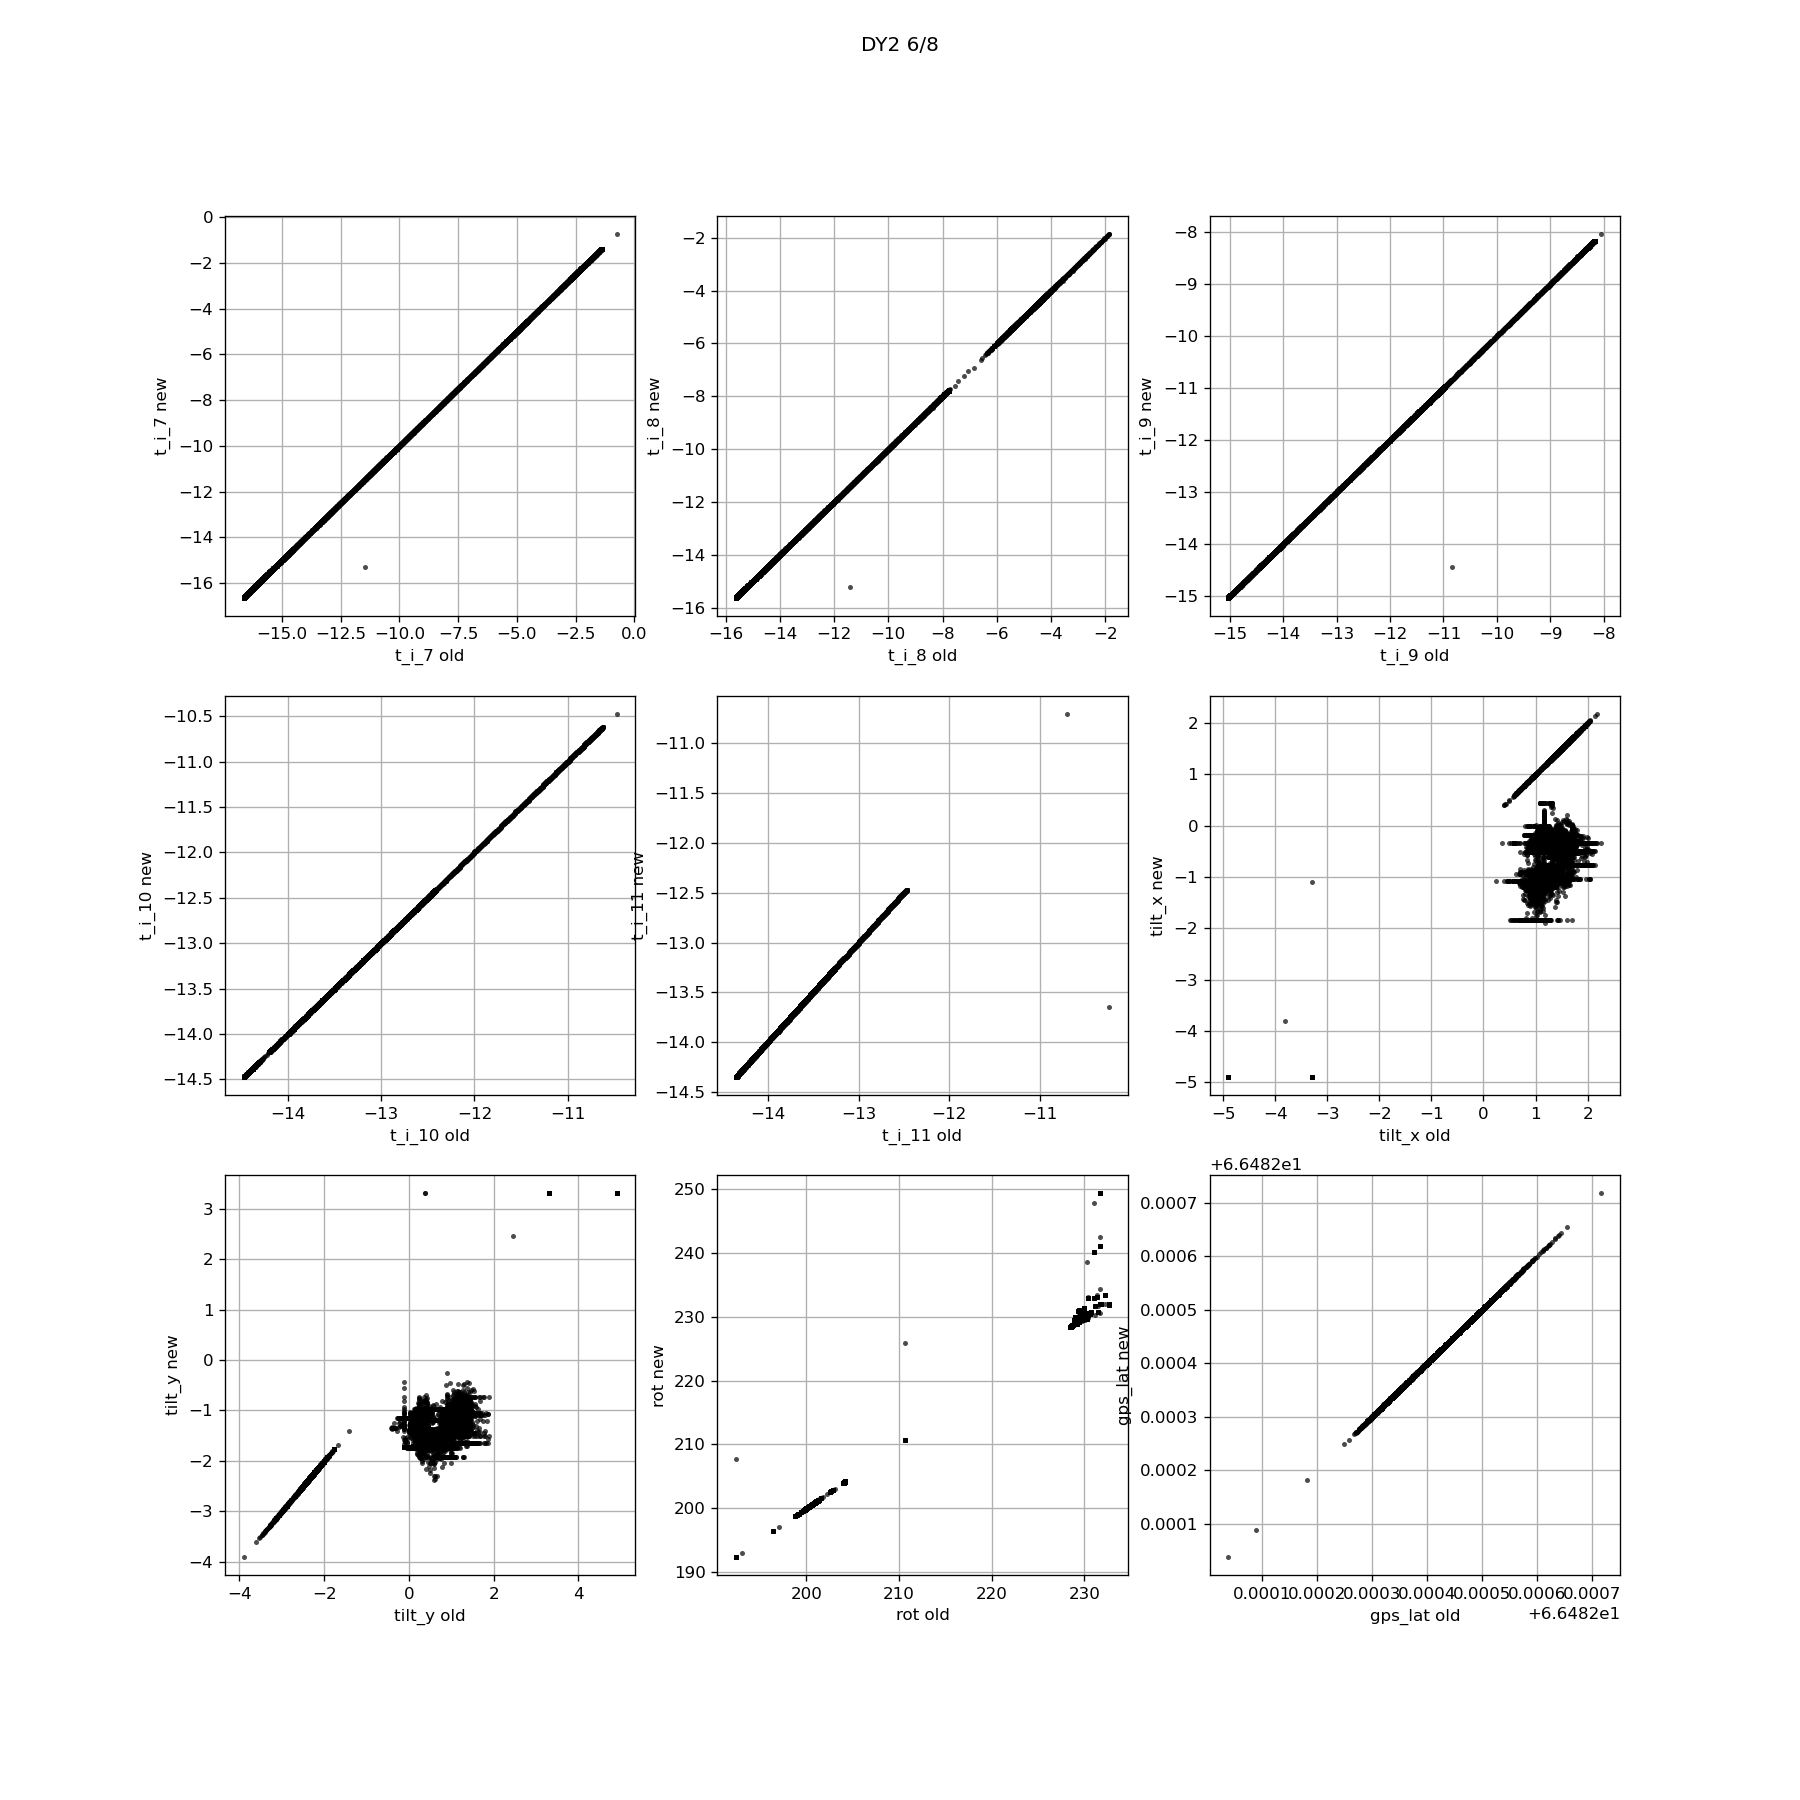 DY2 6/8
0
−2
−4
−6
−8
−10
−12
−14
−16
t_i_7 new
−15.0 −12.5 −10.0 −7.5 −5.0 −2.5 0.0
t_i_7 old
−2
−4
−6
−8
−10
−12
−14
−16
t_i_8 new
−16 −14 −12 −10 −8 −6 −4 −2
t_i_8 old
−8
−9
−10
−11
−12
−13
−14
−15
t_i_9 new
−15 −14 −13 −12 −11 −10 −9 −8
t_i_9 old
−10.5
−11.0
−11.5
−12.0
−12.5
−13.0
−13.5
−14.0
−14.5
t_i_10 new
−14 −13 −12 −11
t_i_10 old
−11.0
−11.5
−12.0
−12.5
−13.0
−13.5
−14.0
−14.5
t_i_11 new
−14 −13 −12 −11
t_i_11 old
2
1
0
−1
−2
−3
−4
−5
tilt_x new
−5 −4 −3 −2 −1 0 1 2
tilt_x old
3
2
1
0
−1
−2
−3
−4
tilt_y new
−4 −2 0 2 4
tilt_y old
250
240
230
220
210
200
190
rot new
200 210 220 230
rot old
+6.6482e1
0.0007
0.0006
0.0005
0.0004
0.0003
0.0002
0.0001
gps_lat new
0.0001 0.0002 0.0003 0.0004 0.0005 0.0006 0.0007
gps_lat old
+6.6482e1